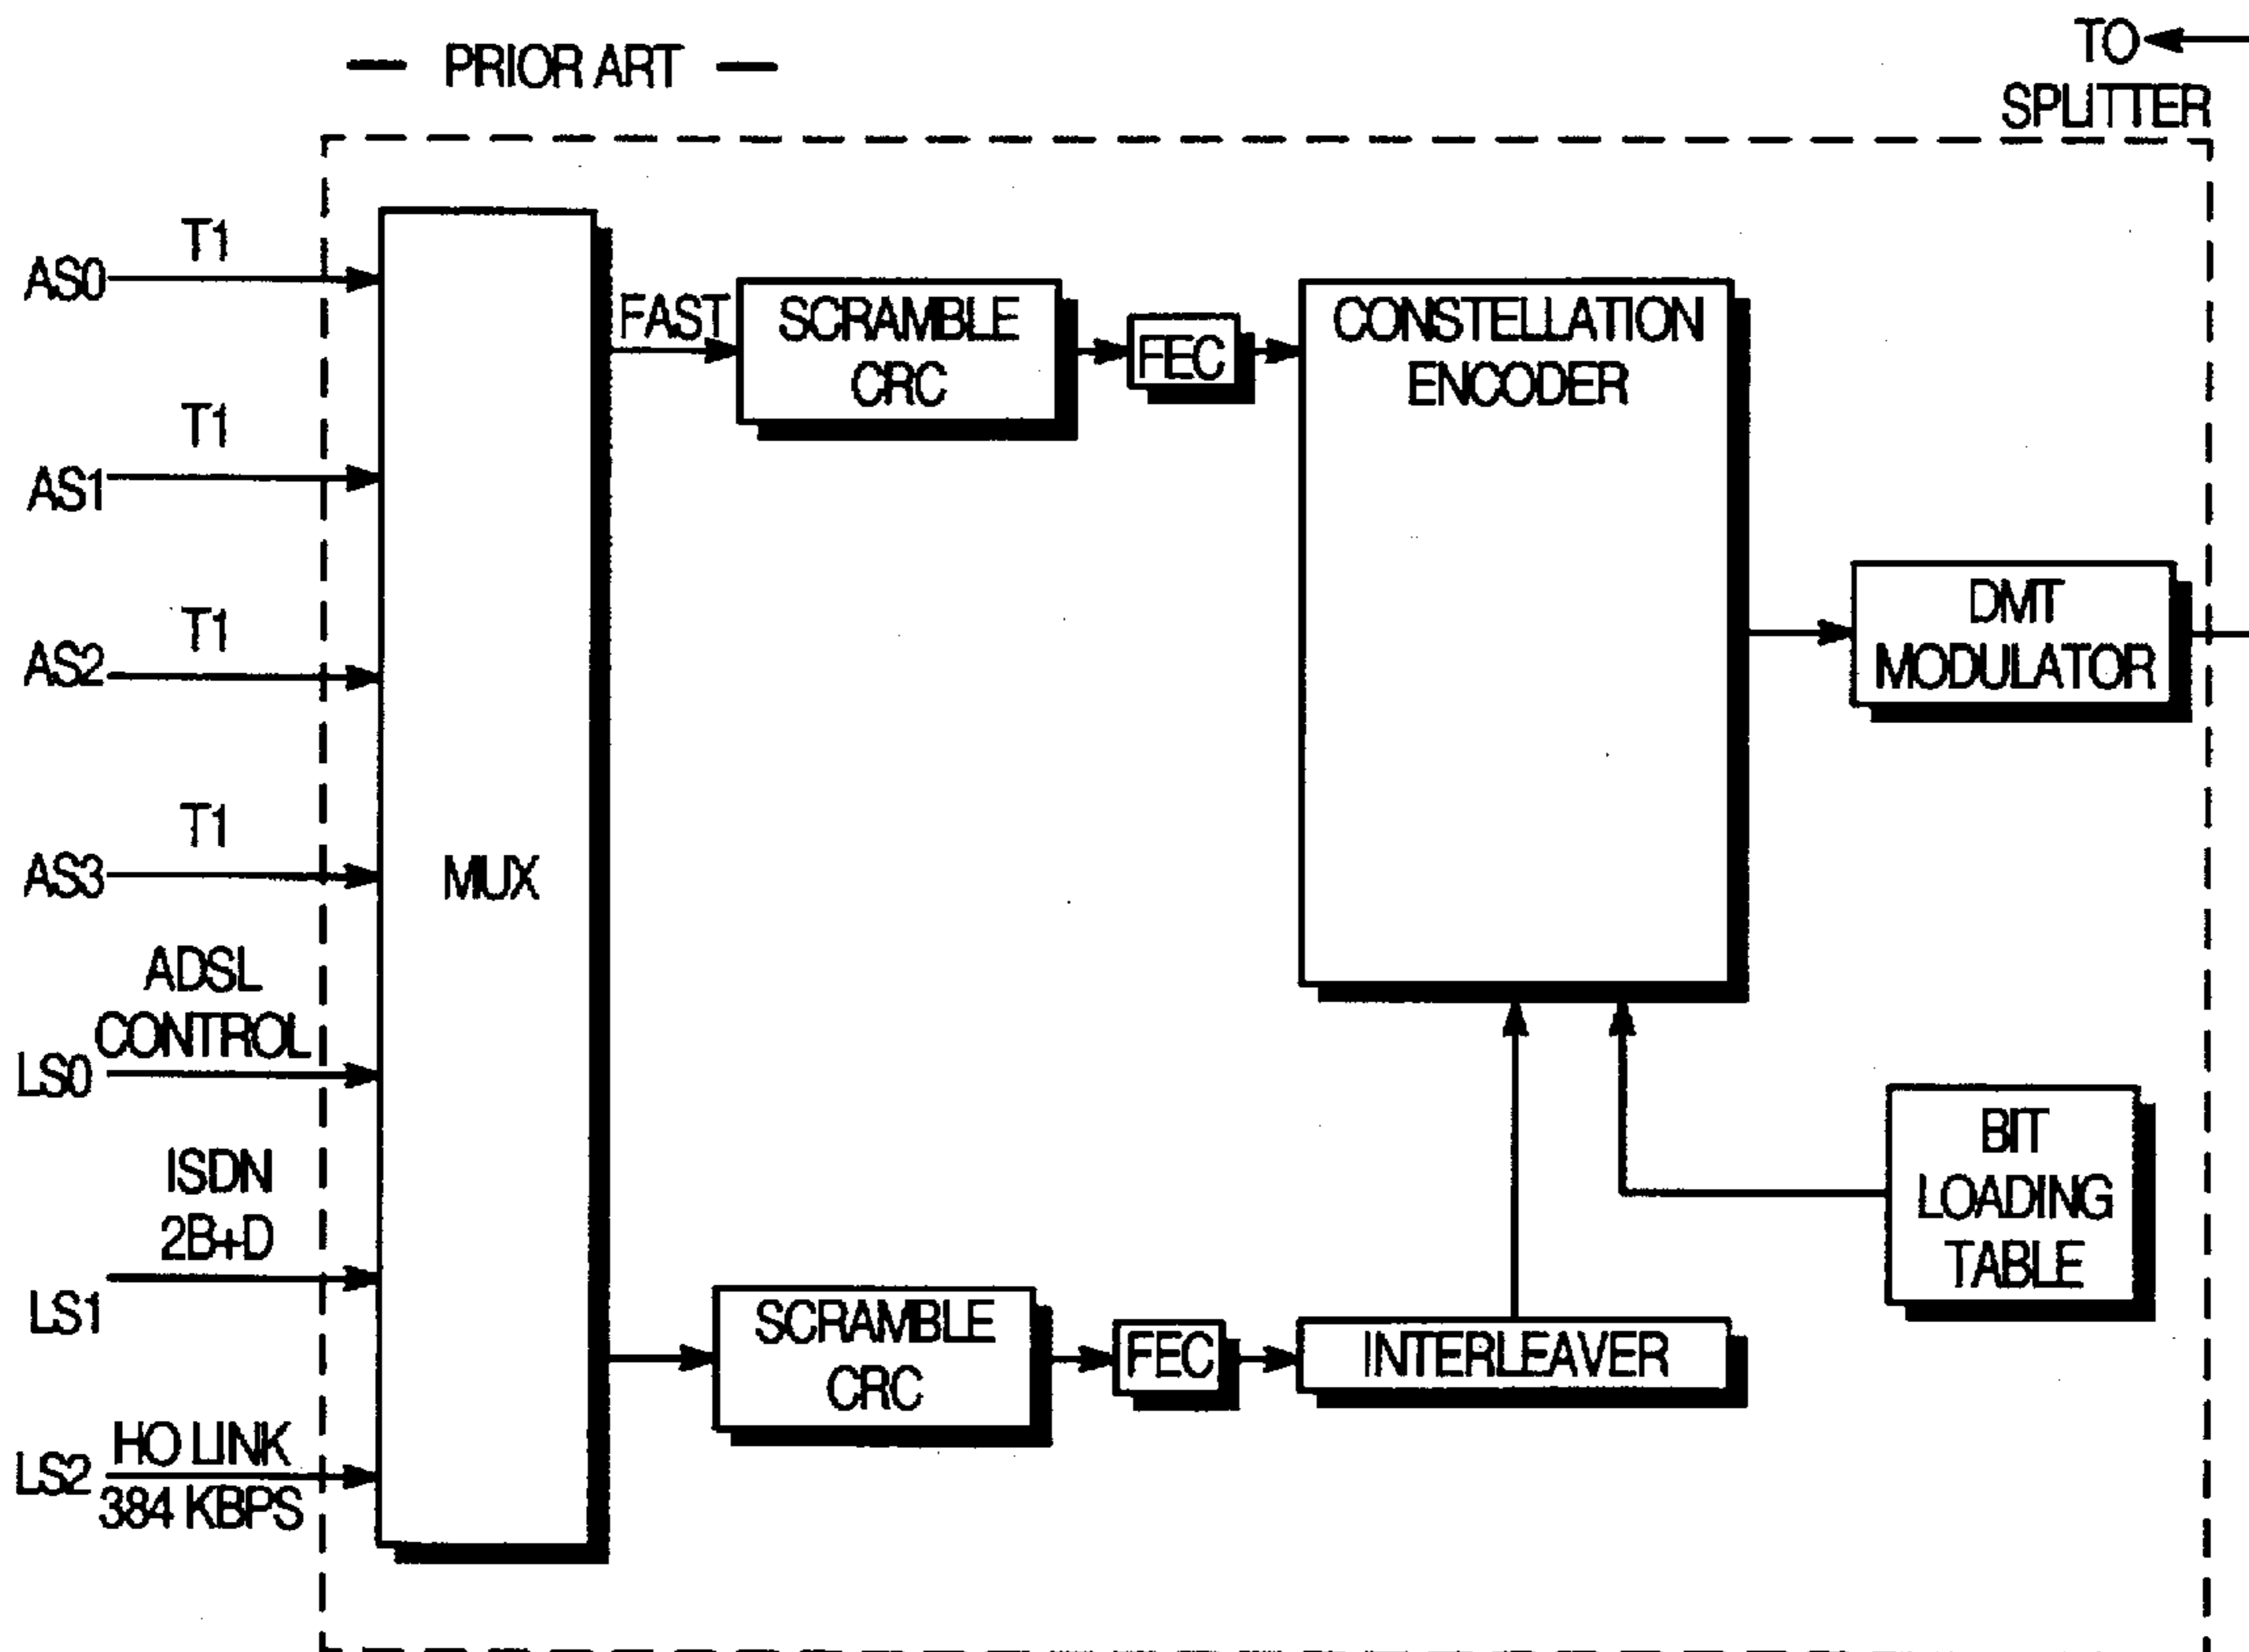 PRIOR ART
TO
SPLITTER
T1
AS0
FAST
SCRAMBLE
CRC
FEC
CONSTELLATION
ENCODER
T1
AS1
T1
AS2
DMT
MODULATOR
T1
AS3
MUX
ADSL
CONTROL
LS0
ISDN
2B+D
LS1
BIT
LOADING
TABLE
SCRAMBLE
CRC
FEC
INTERLEAVER
HO LINK
LS2
384 KBPS